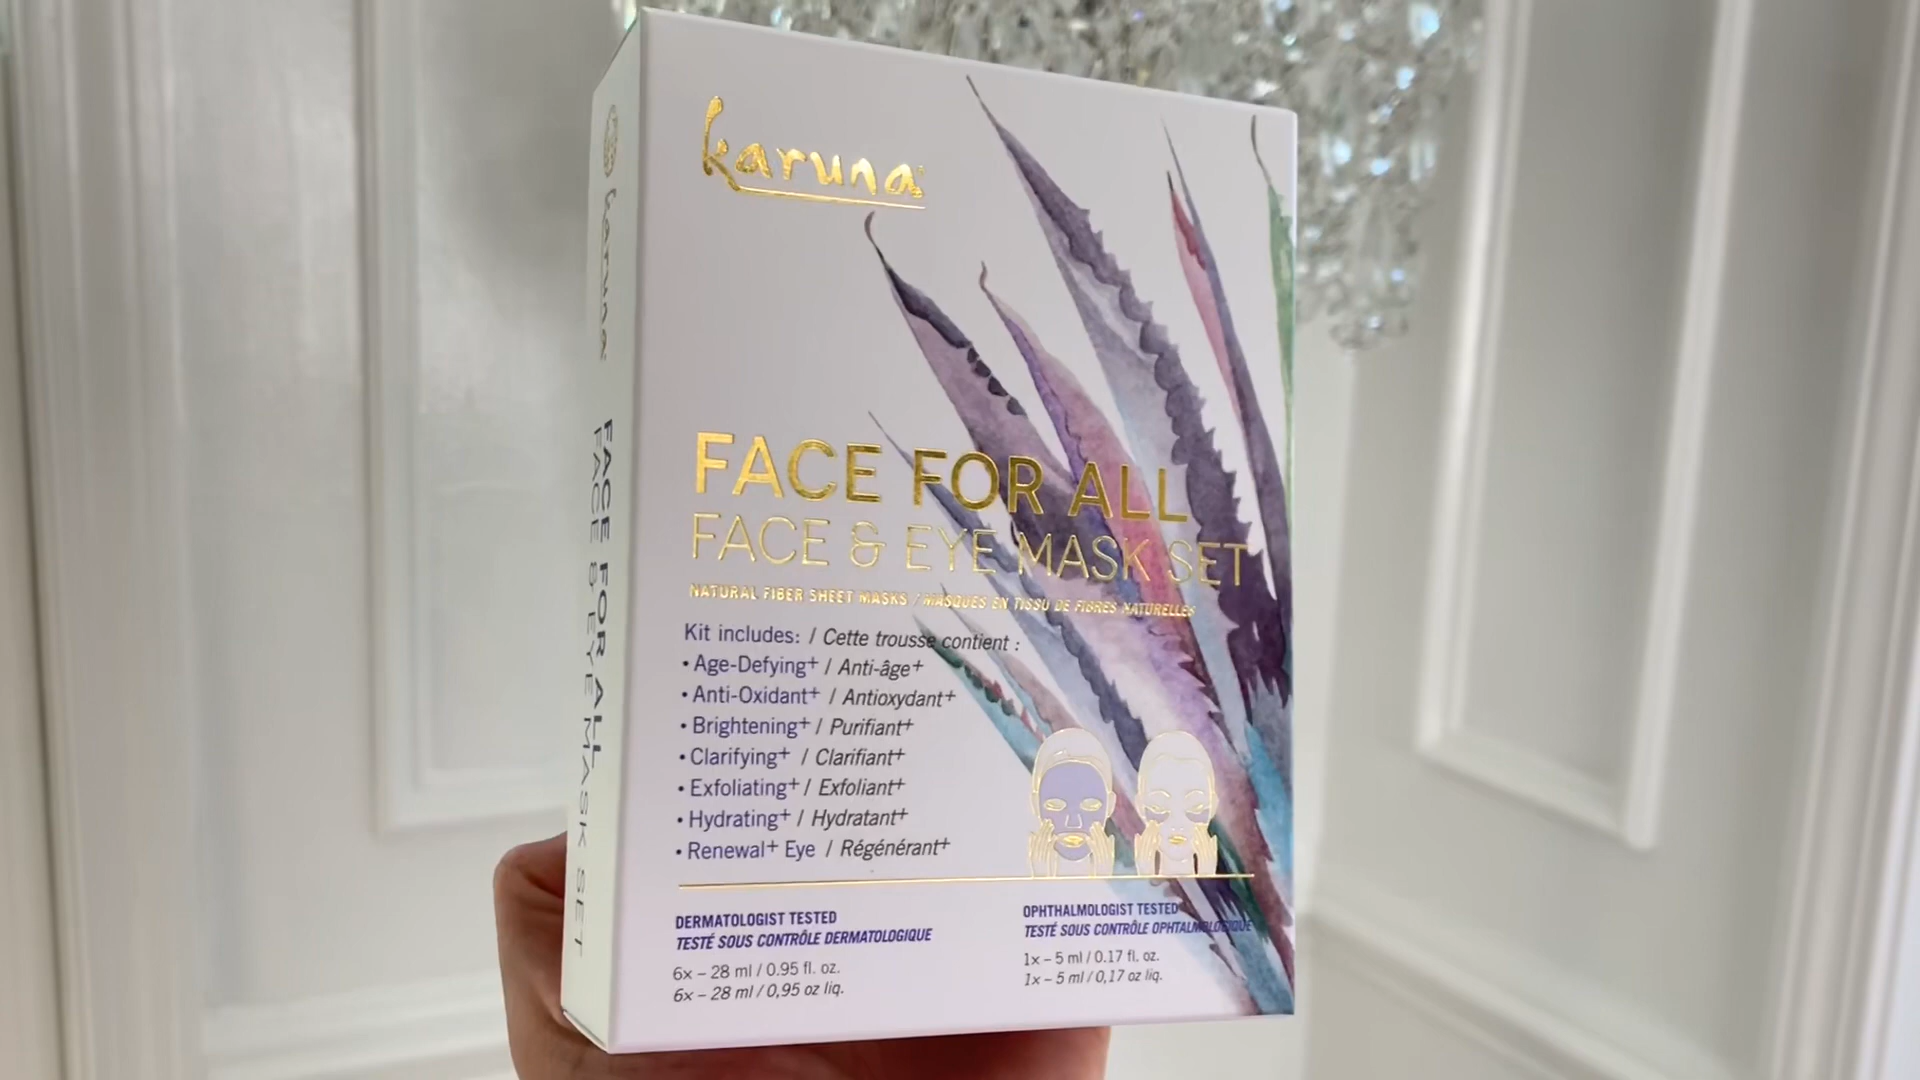 karuna
FACE FOR ALL
FACE & EYE MASK SET
NATURAL FIBER SHEET MASKS / MASQUES EN TISSU DE FIBRES NATURELLES
Kit includes: / Cette trousse contient :
• Age-Defying+ / Anti-âge+
• Anti-Oxidant+ / Antioxydant+
• Brightening+ / Purifiant+
• Clarifying+ / Clarifiant+
• Exfoliating+ / Exfoliant+
• Hydrating+ / Hydratant+
• Renewal+ Eye / Régénérant+
DERMATOLOGIST TESTED
TESTÉ SOUS CONTRÔLE DERMATOLOGIQUE
6x – 28 ml / 0.95 fl. oz.
6x – 28 ml / 0,95 oz liq.
OPHTHALMOLOGIST TESTED
TESTÉ SOUS CONTRÔLE OPHTALMOLOGIQUE
1x – 5 ml / 0.17 fl. oz.
1x – 5 ml / 0,17 oz liq.
karuna
FACE FOR ALL
FACE & EYE MASK SET